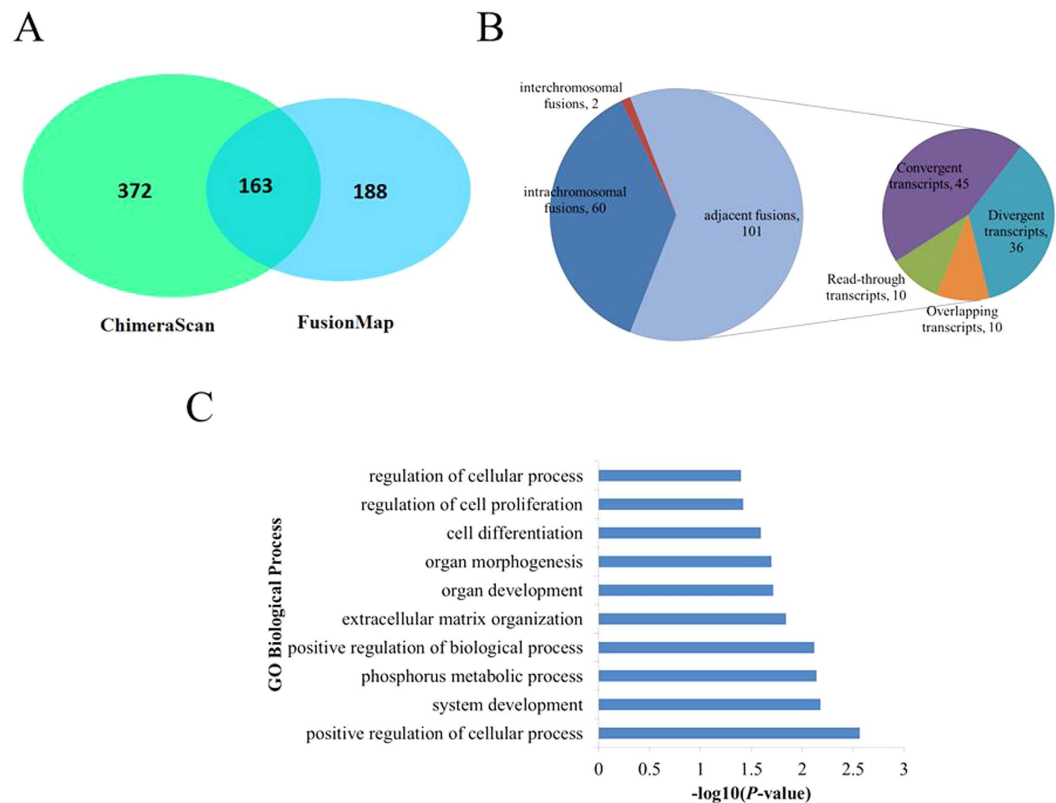 A
372
163
188
ChimeraScan
FusionMap
B
interchromosomal
fusions, 2
intrachromosomal
fusions, 60
adjacent fusions,
101
Convergent
transcripts, 45
Divergent
transcripts,
36
Read-through
transcripts, 10
Overlapping
transcripts, 10
C
GO Biological Process
regulation of cellular process
regulation of cell proliferation
cell differentiation
organ morphogenesis
organ development
extracellular matrix organization
positive regulation of biological process
phosphorus metabolic process
system development
positive regulation of cellular process
0 0.5 1 1.5 2 2.5 3
-log10(P-value)